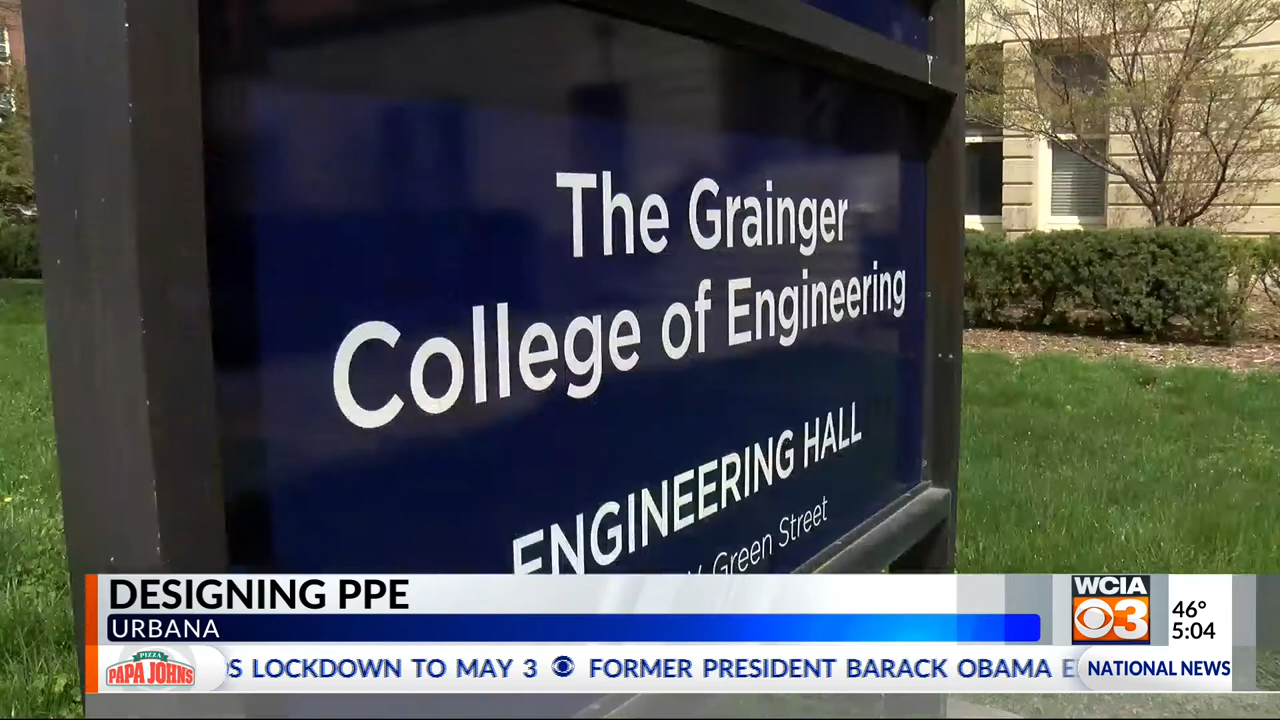 The Grainger
College of Engineering
ENGINEERING HALL
Green Street
DESIGNING PPE
URBANA
WCIA
3
46°
5:04
PIZZA
PAPA JOHNS
LOCKDOWN TO MAY 3 FORMER PRESIDENT BARACK OBAMA
NATIONAL NEWS